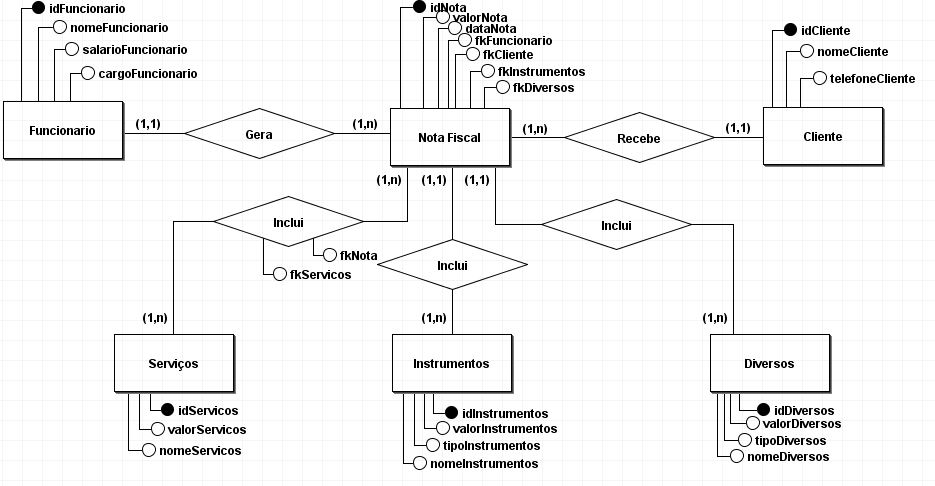 idFuncionario
nomeFuncionario
salarioFuncionario
cargoFuncionario
Funcionario
(1,1)
Gera
(1,n)
idNota
valorNota
dataNota
fkFuncionario
fkCliente
fkInstrumentos
fkDiversos
Nota Fiscal
(1,n)
Recebe
(1,1)
idCliente
nomeCliente
telefoneCliente
Cliente
(1,n)
(1,1)
(1,1)
Inclui
fkNota
fkServicos
Inclui
Inclui
(1,n)
(1,n)
(1,n)
Serviços
idServicos
valorServicos
nomeServicos
Instrumentos
idInstrumentos
valorInstrumentos
tipoInstrumentos
nomeInstrumentos
Diversos
idDiversos
valorDiversos
tipoDiversos
nomeDiversos